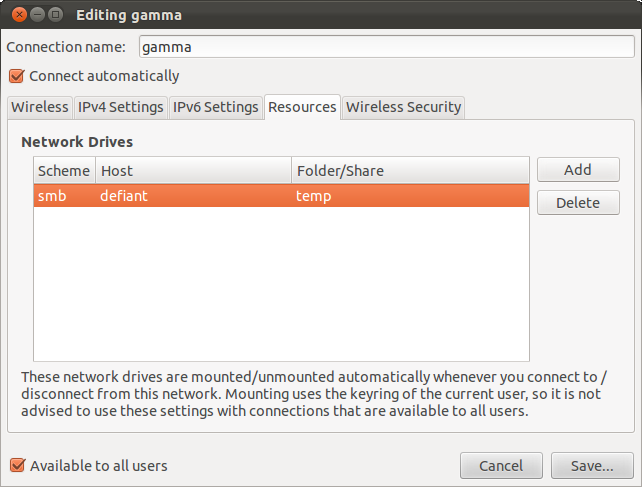 Editing gamma
Connection name: gamma
Connect automatically
Wireless IPv4 Settings IPv6 Settings Resources Wireless Security
Network Drives
Scheme Host Folder/Share Add
smb defiant temp Delete
These network drives are mounted/unmounted automatically whenever you connect to /
disconnect from this network. Mounting uses the keyring of the current user, so it is not
advised to use these settings with connections that are available to all users.
Available to all users Cancel Save...